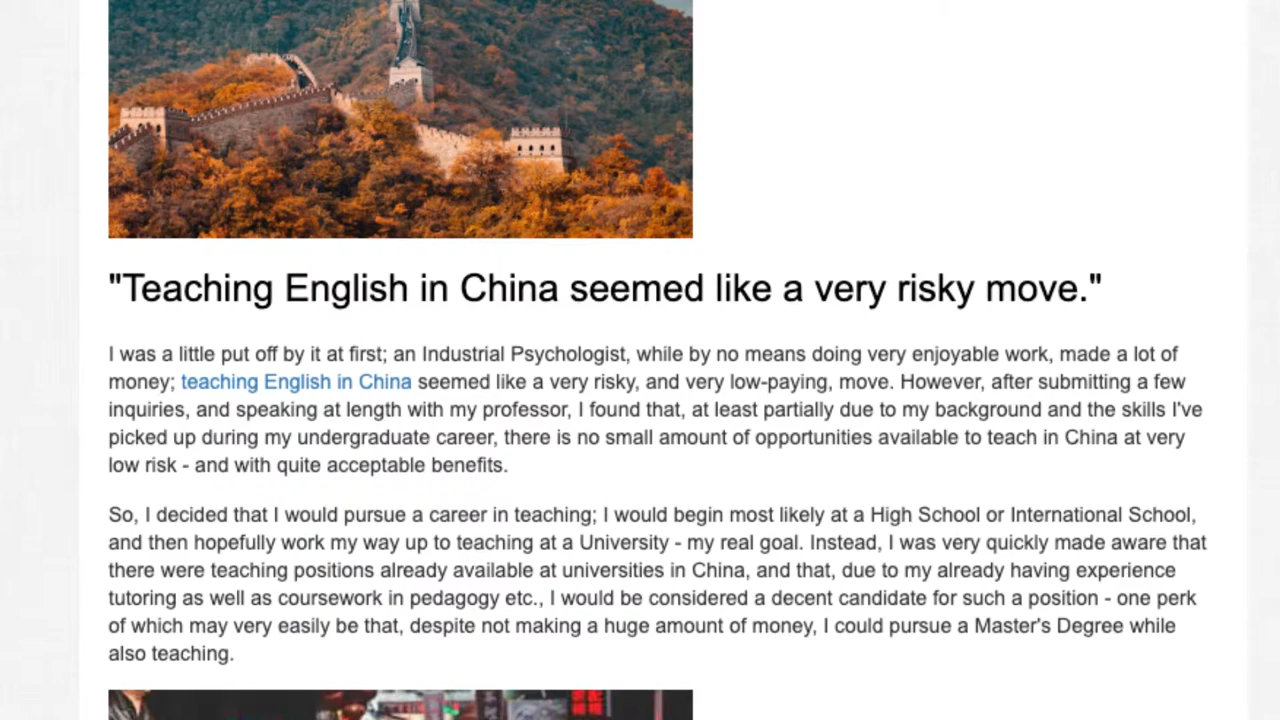 "Teaching English in China seemed like a very risky move."
I was a little put off by it at first; an Industrial Psychologist, while by no means doing very enjoyable work, made a lot of
money; teaching English in China seemed like a very risky, and very low-paying, move. However, after submitting a few
inquiries, and speaking at length with my professor, I found that, at least partially due to my background and the skills I've
picked up during my undergraduate career, there is no small amount of opportunities available to teach in China at very
low risk - and with quite acceptable benefits.
So, I decided that I would pursue a career in teaching; I would begin most likely at a High School or International School,
and then hopefully work my way up to teaching at a University - my real goal. Instead, I was very quickly made aware that
there were teaching positions already available at universities in China, and that, due to my already having experience
tutoring as well as coursework in pedagogy etc., I would be considered a decent candidate for such a position - one perk
of which may very easily be that, despite not making a huge amount of money, I could pursue a Master's Degree while
also teaching.